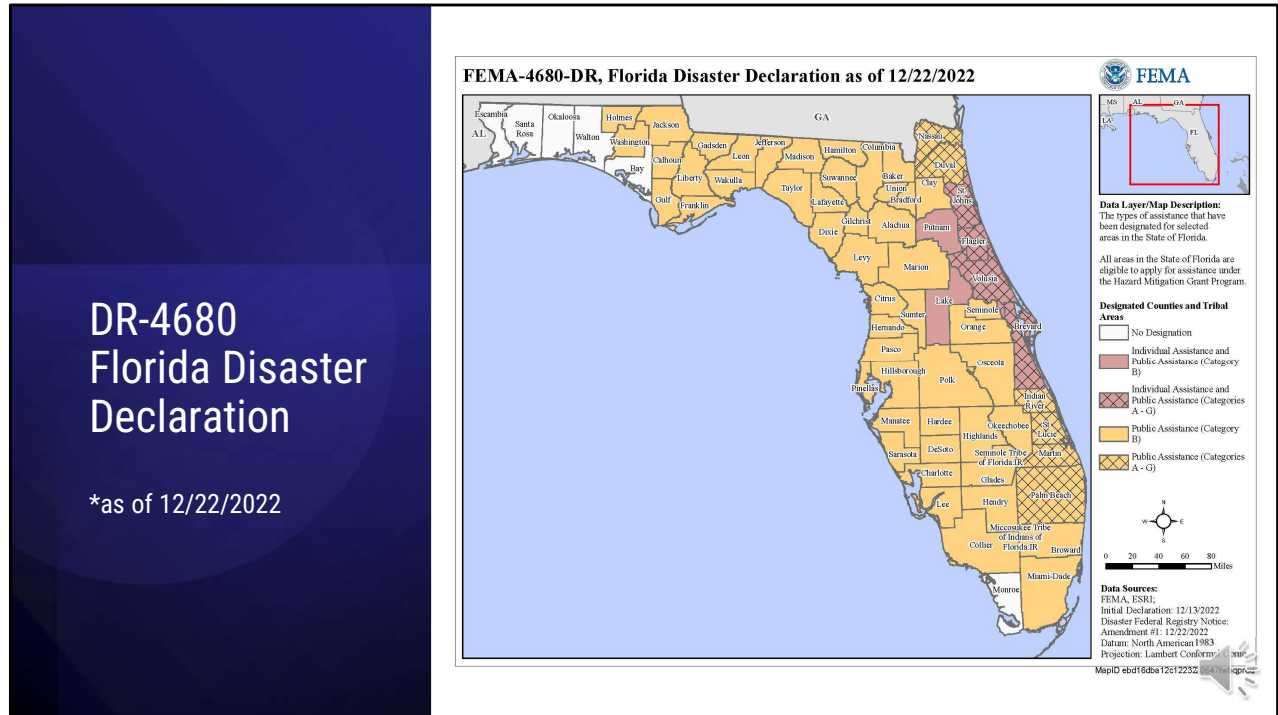 DR-4680
Florida Disaster
Declaration
*as of 12/22/2022
FEMA-4680-DR, Florida Disaster Declaration as of 12/22/2022
FEMA
MS
AL
GA
LA
FL
Escambia
Santa
Rosa
Okaloosa
Walton
Holmes
Washington
Jackson
Bay
Calhoun
Gulf
Liberty
Franklin
Gadsden
Leon
Wakulla
Jefferson
Madison
Taylor
Hamilton
Suwannee
Lafayette
Dixie
Columbia
Gilchrist
Baker
Union
Bradford
Alachua
Levy
Nassau
Duval
Clay
St.
Johns
Putnam
Flagler
Marion
Volusia
Citrus
Sumter
Lake
Hernando
Seminole
Orange
Brevard
Pasco
Hillsborough
Pinellas
Polk
Osceola
Indian
River
Manatee
Hardee
Okeechobee
Highlands
St
Lucie
Sarasota
DeSoto
Seminole Tribe
of Florida:IR
Martin
Charlotte
Glades
Lee
Hendry
Palm Beach
Miccosukee Tribe
of Indians of
Florida:IR
Collier
Broward
Miami-Dade
Monroe
AL
GA
Data Layer/Map Description:
The types of assistance that have
been designated for selected
areas in the State of Florida.
All areas in the State of Florida are
eligible to apply for assistance under
the Hazard Mitigation Grant Program.
Designated Counties and Tribal
Areas
No Designation
Individual Assistance and
Public Assistance (Category
B)
Individual Assistance and
Public Assistance (Categories
A - G)
Public Assistance (Category
B)
Public Assistance (Categories
A - G)
N
W
E
S
0 20 40 60 80
Miles
Data Sources:
FEMA, ESRI;
Initial Declaration: 12/13/2022
Disaster Federal Registry Notice:
Amendment #1: 12/22/2022
Datum: North American 1983
Projection: Lambert Conformal Conic
MapID